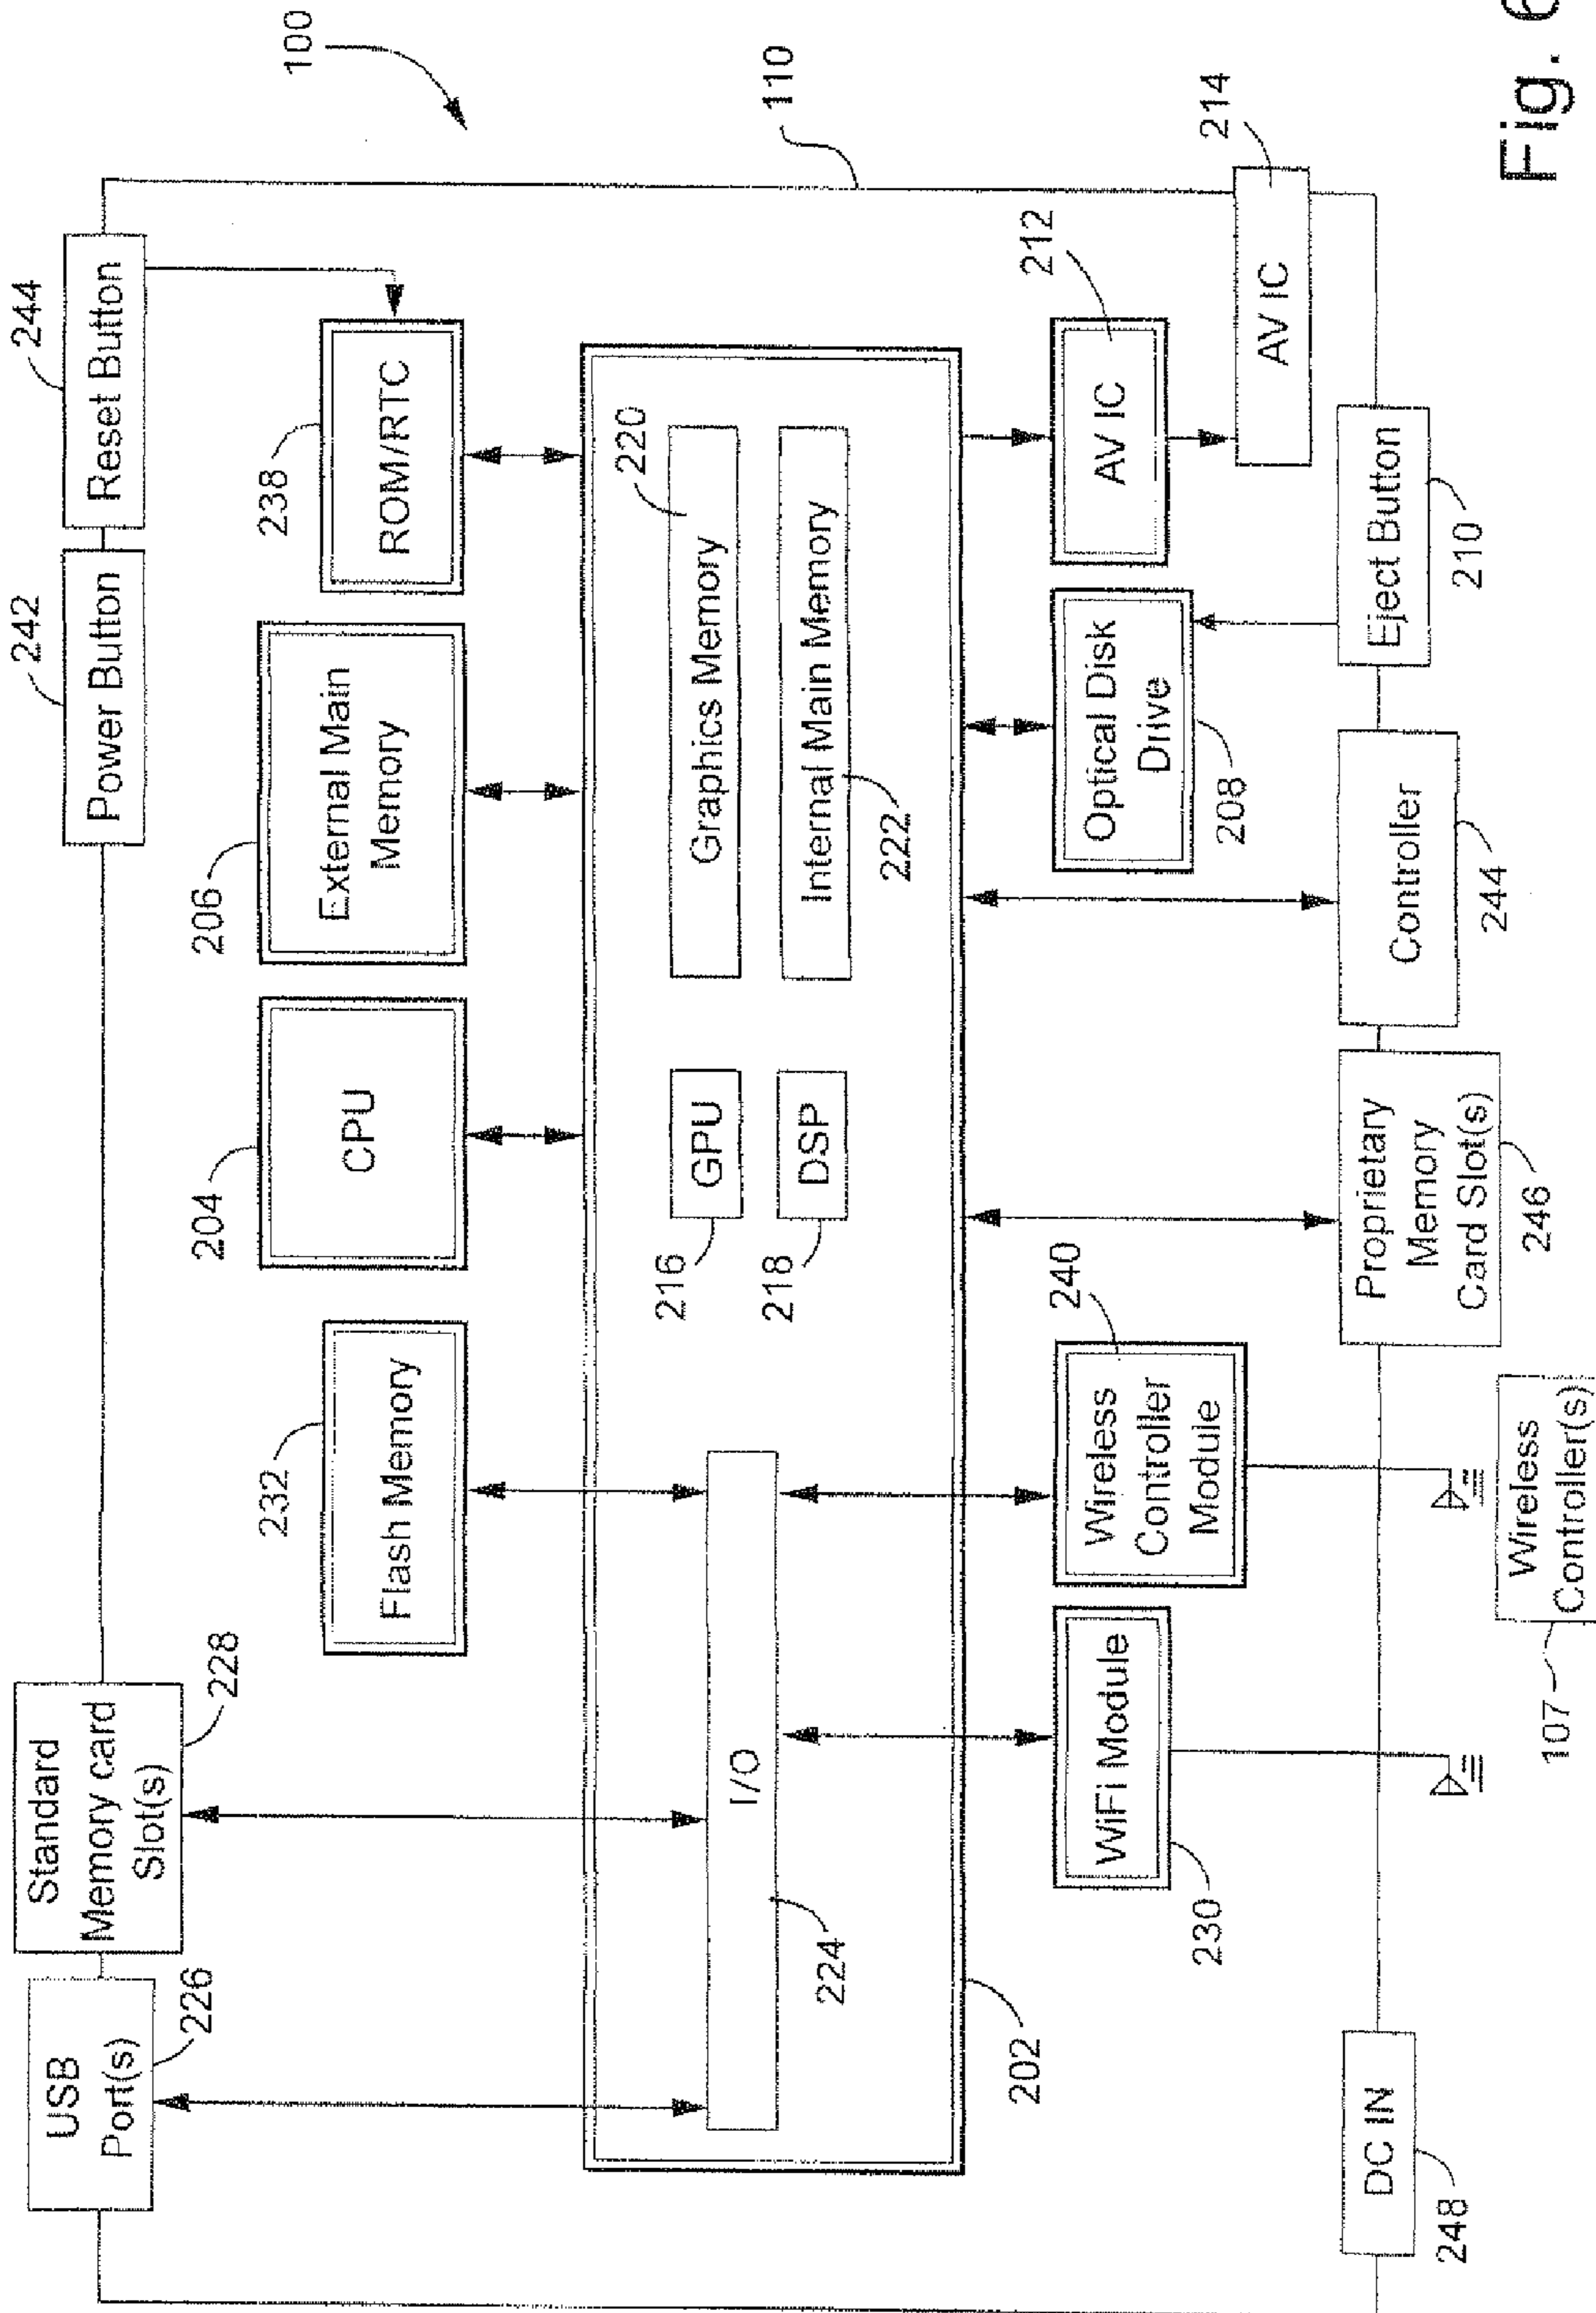 100
110
244
Reset Button
242
Power Button
Standard
Memory card
Slot(s)
228
USB
Port(s)
226
238
ROM/RTC
206
External Main
Memory
204
CPU
232
Flash Memory
220
Graphics Memory
Internal Main Memory
222
GPU
216
DSP
218
I/O
224
202
212
AV IC
214
AV IC
Optical Disk
Drive
208
Eject Button
210
Controller
244
Proprietary
Memory
Card Slot(s)
246
240
Wireless
Controller
Module
WiFi Module
230
Wireless
Controller(s)
107
DC IN
248
Fig. 6